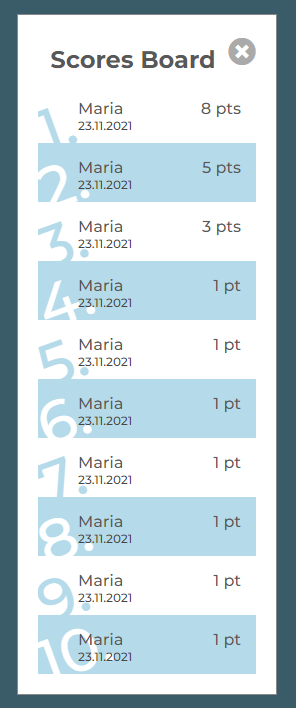 Scores Board
1. Maria 8 pts
23.11.2021
2. Maria 5 pts
23.11.2021
3. Maria 3 pts
23.11.2021
4. Maria 1 pt
23.11.2021
5. Maria 1 pt
23.11.2021
6. Maria 1 pt
23.11.2021
7. Maria 1 pt
23.11.2021
8. Maria 1 pt
23.11.2021
9. Maria 1 pt
23.11.2021
10. Maria 1 pt
23.11.2021